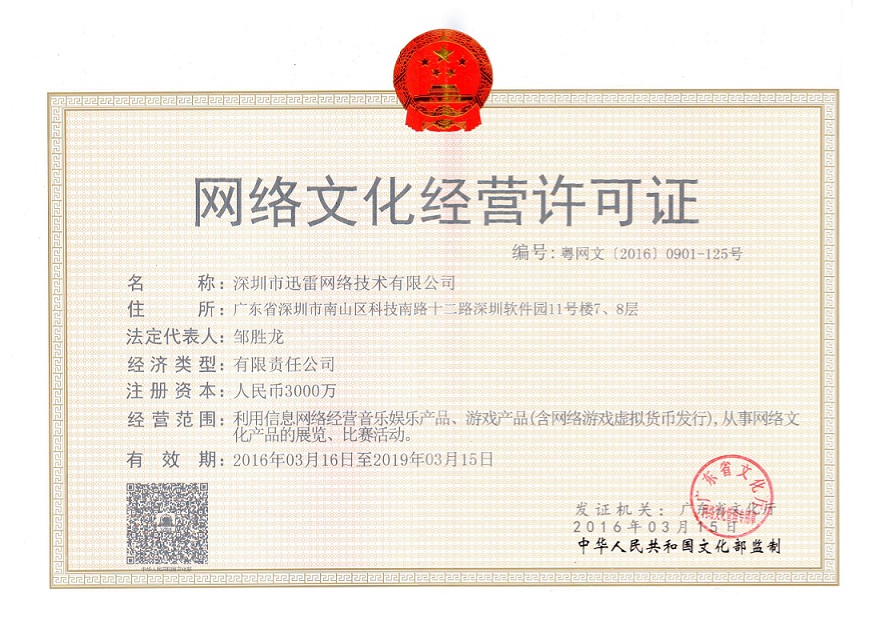 网络文化经营许可证
编号：粤网文〔2016〕0901-125号
名 称：深圳市迅雷网络技术有限公司
住 所：广东省深圳市南山区科技南路十二路深圳软件园11号楼7、8层
法定代表人：邹胜龙
经济类型：有限责任公司
注册资本：人民币3000万
经营范围：利用信息网络经营音乐娱乐产品、游戏产品(含网络游戏虚拟货币发行)，从事网络文
化产品的展览、比赛活动。
有 效 期：2016年03月16日至2019年03月15日
广东省文化厅
发证机关：广东省文化厅
2016年03月15日
中华人民共和国文化部监制